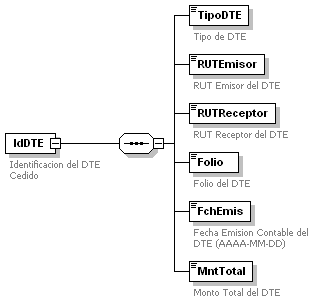 TipoDTE
Tipo de DTE
RUTEmisor
RUT Emisor del DTE
RUTReceptor
RUT Receptor del DTE
IdDTE
Identificacion del DTE
Cedido
Folio
Folio del DTE
FchEmis
Fecha Emision Contable del
DTE (AAAA-MM-DD)
MntTotal
Monto Total del DTE